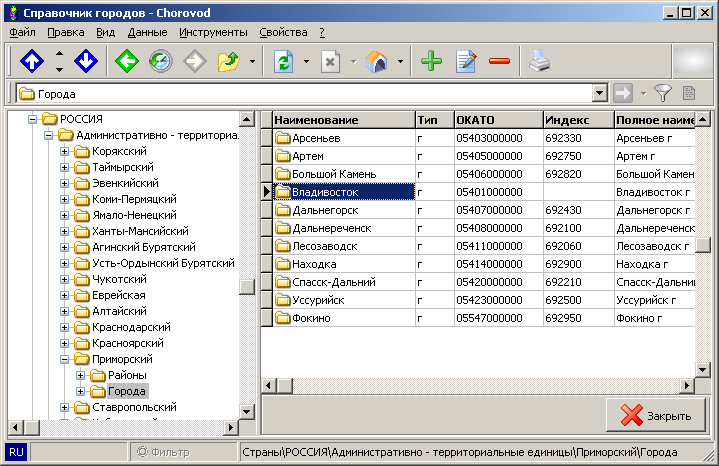 Справочник городов - Chorovod
Файл Правка Вид Данные Инструменты Свойства ?
Города
РОССИЯ
Административно - территориа
Корякский
Таймырский
Эвенкийский
Коми-Пермяцкий
Ямало-Ненецкий
Ханты-Мансийский
Агинский Бурятский
Усть-Ордынский Бурятский
Чукотский
Еврейская
Алтайский
Краснодарский
Красноярский
Приморский
Районы
Города
Ставропольский
Наименование Тип ОКАТО Индекс Полное наиме
Арсеньев г 05403000000 692330 Арсеньев г
Артем г 05405000000 692750 Артем г
Большой Камень г 05406000000 692820 Большой Камен
Владивосток г 05401000000 Владивосток г
Дальнегорск г 05407000000 692430 Дальнегорск г
Дальнереченск г 05408000000 692100 Дальнереченск
Лесозаводск г 05411000000 692060 Лесозаводск г
Находка г 05414000000 692900 Находка г
Спасск-Дальний г 05420000000 692210 Спасск-Дальни
Уссурийск г 05423000000 692500 Уссурийск г
Фокино г 05547000000 692950 Фокино г
Закрыть
RU Фильтр Страны\РОССИЯ\Административно - территориальные единицы\Приморский\Города